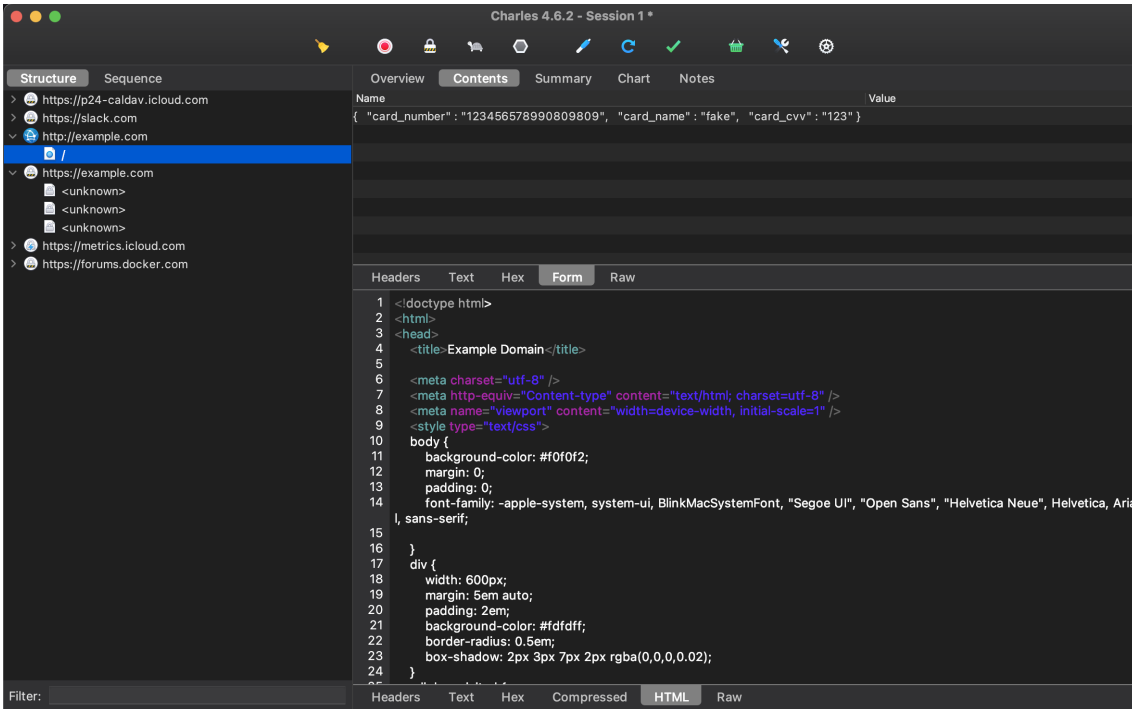 Charles 4.6.2 - Session 1 *
Structure Sequence
Overview Contents Summary Chart Notes
https://p24-caldav.icloud.com
https://slack.com
http://example.com
/
https://example.com
<unknown>
<unknown>
<unknown>
https://metrics.icloud.com
https://forums.docker.com
Name Value
{ "card_number" : "123456578990809809", "card_name" : "fake", "card_cvv" : "123" }
Headers Text Hex Form Raw
1 <!doctype html>
2 <html>
3 <head>
4 <title>Example Domain</title>
5
6 <meta charset="utf-8" />
7 <meta http-equiv="Content-type" content="text/html; charset=utf-8" />
8 <meta name="viewport" content="width=device-width, initial-scale=1" />
9 <style type="text/css">
10 body {
11 background-color: #f0f0f2;
12 margin: 0;
13 padding: 0;
14 font-family: -apple-system, system-ui, BlinkMacSystemFont, "Segoe UI", "Open Sans", "Helvetica Neue", Helvetica, Aria
l, sans-serif;
15
16 }
17 div {
18 width: 600px;
19 margin: 5em auto;
20 padding: 2em;
21 background-color: #fdfdff;
22 border-radius: 0.5em;
23 box-shadow: 2px 3px 7px 2px rgba(0,0,0,0.02);
24 }
Filter:
Headers Text Hex Compressed HTML Raw